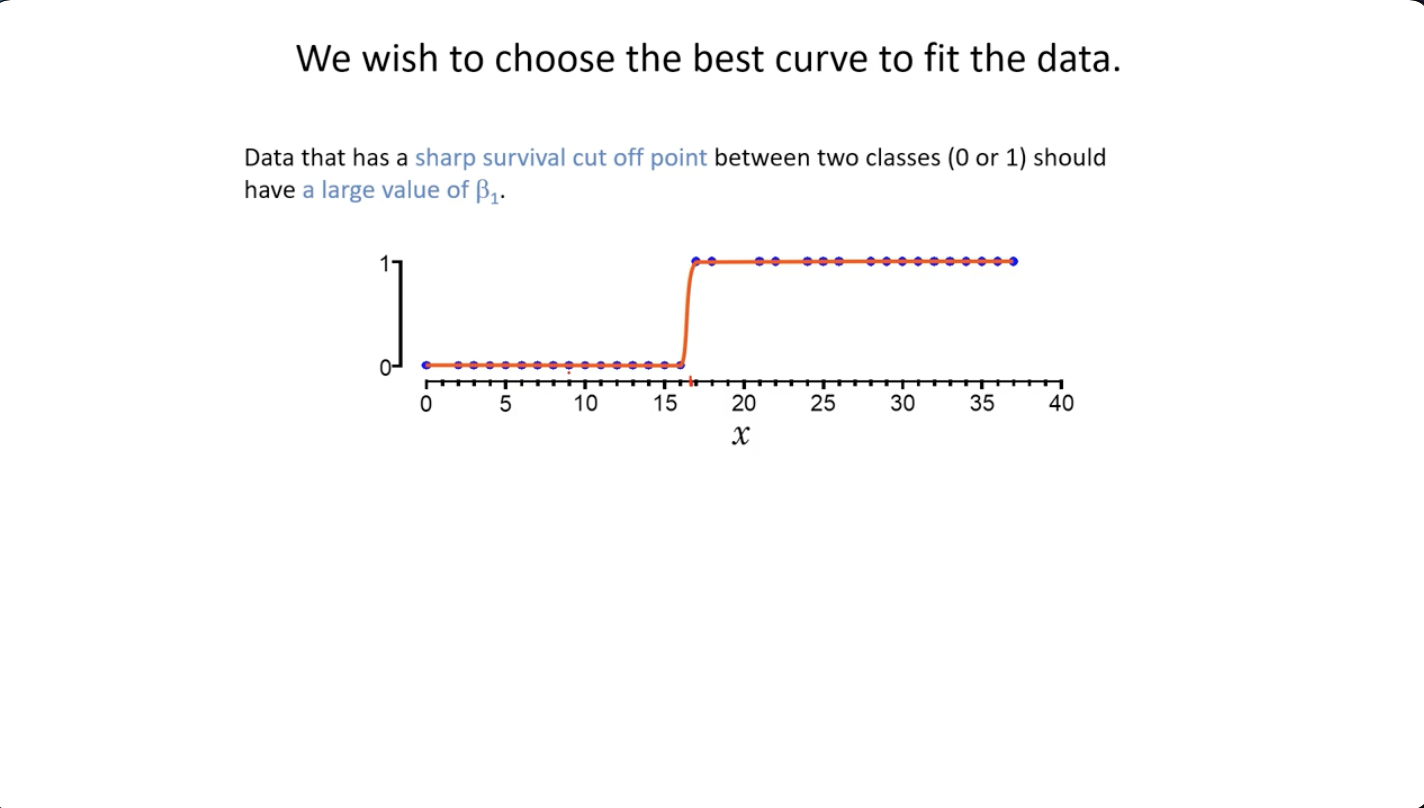 We wish to choose the best curve to fit the data.
Data that has a sharp survival cut off point between two classes (0 or 1) should
have a large value of β₁.
1
0
0 5 10 15 20 25 30 35 40
x